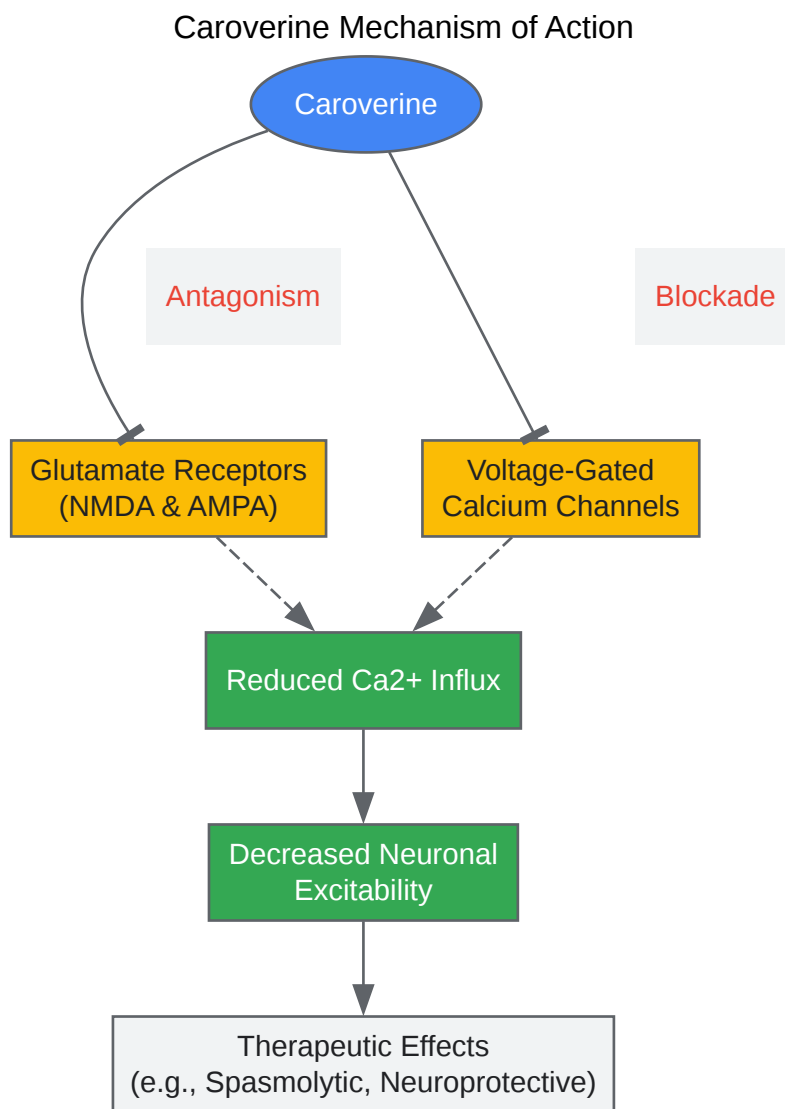 Caroverine Mechanism of Action
Caroverine
Antagonism
Blockade
Glutamate Receptors
(NMDA & AMPA)
Voltage-Gated
Calcium Channels
Reduced Ca2+ Influx
Decreased Neuronal
Excitability
Therapeutic Effects
(e.g., Spasmolytic, Neuroprotective)